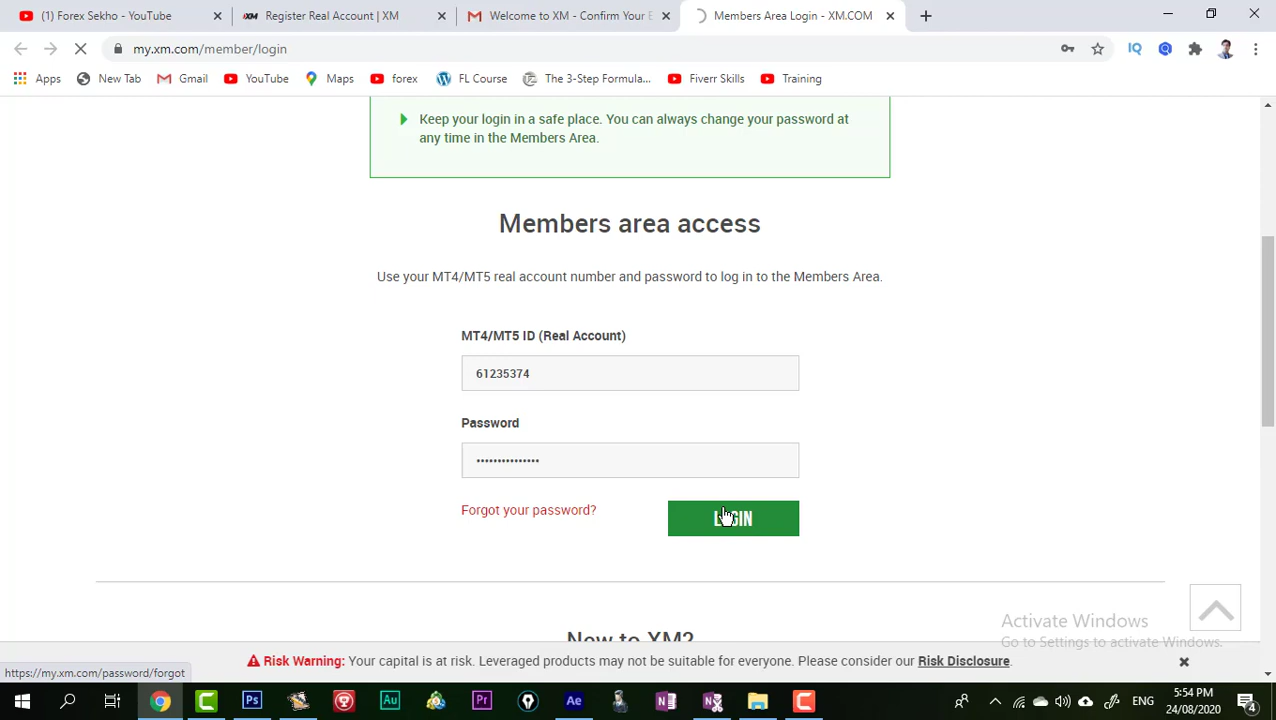 (1) Forex Sekho - YouTube
XM Register Real Account | XM
Welcome to XM - Confirm Your E
Members Area Login - XM.COM
my.xm.com/member/login
Apps
New Tab
Gmail
YouTube
Maps
forex
FL Course
The 3-Step Formula...
Fiverr Skills
Training
Keep your login in a safe place. You can always change your password at
any time in the Members Area.
Members area access
Use your MT4/MT5 real account number and password to log in to the Members Area.
MT4/MT5 ID (Real Account)
61235374
Password
•••••••••••••••
Forgot your password?
LOGIN
New to XM?
Activate Windows
Go to Settings to activate Windows.
Risk Warning: Your capital is at risk. Leveraged products may not be suitable for everyone. Please consider our Risk Disclosure.
https://my.xm.com/password/forgot
ENG
5:54 PM
24/08/2020
4